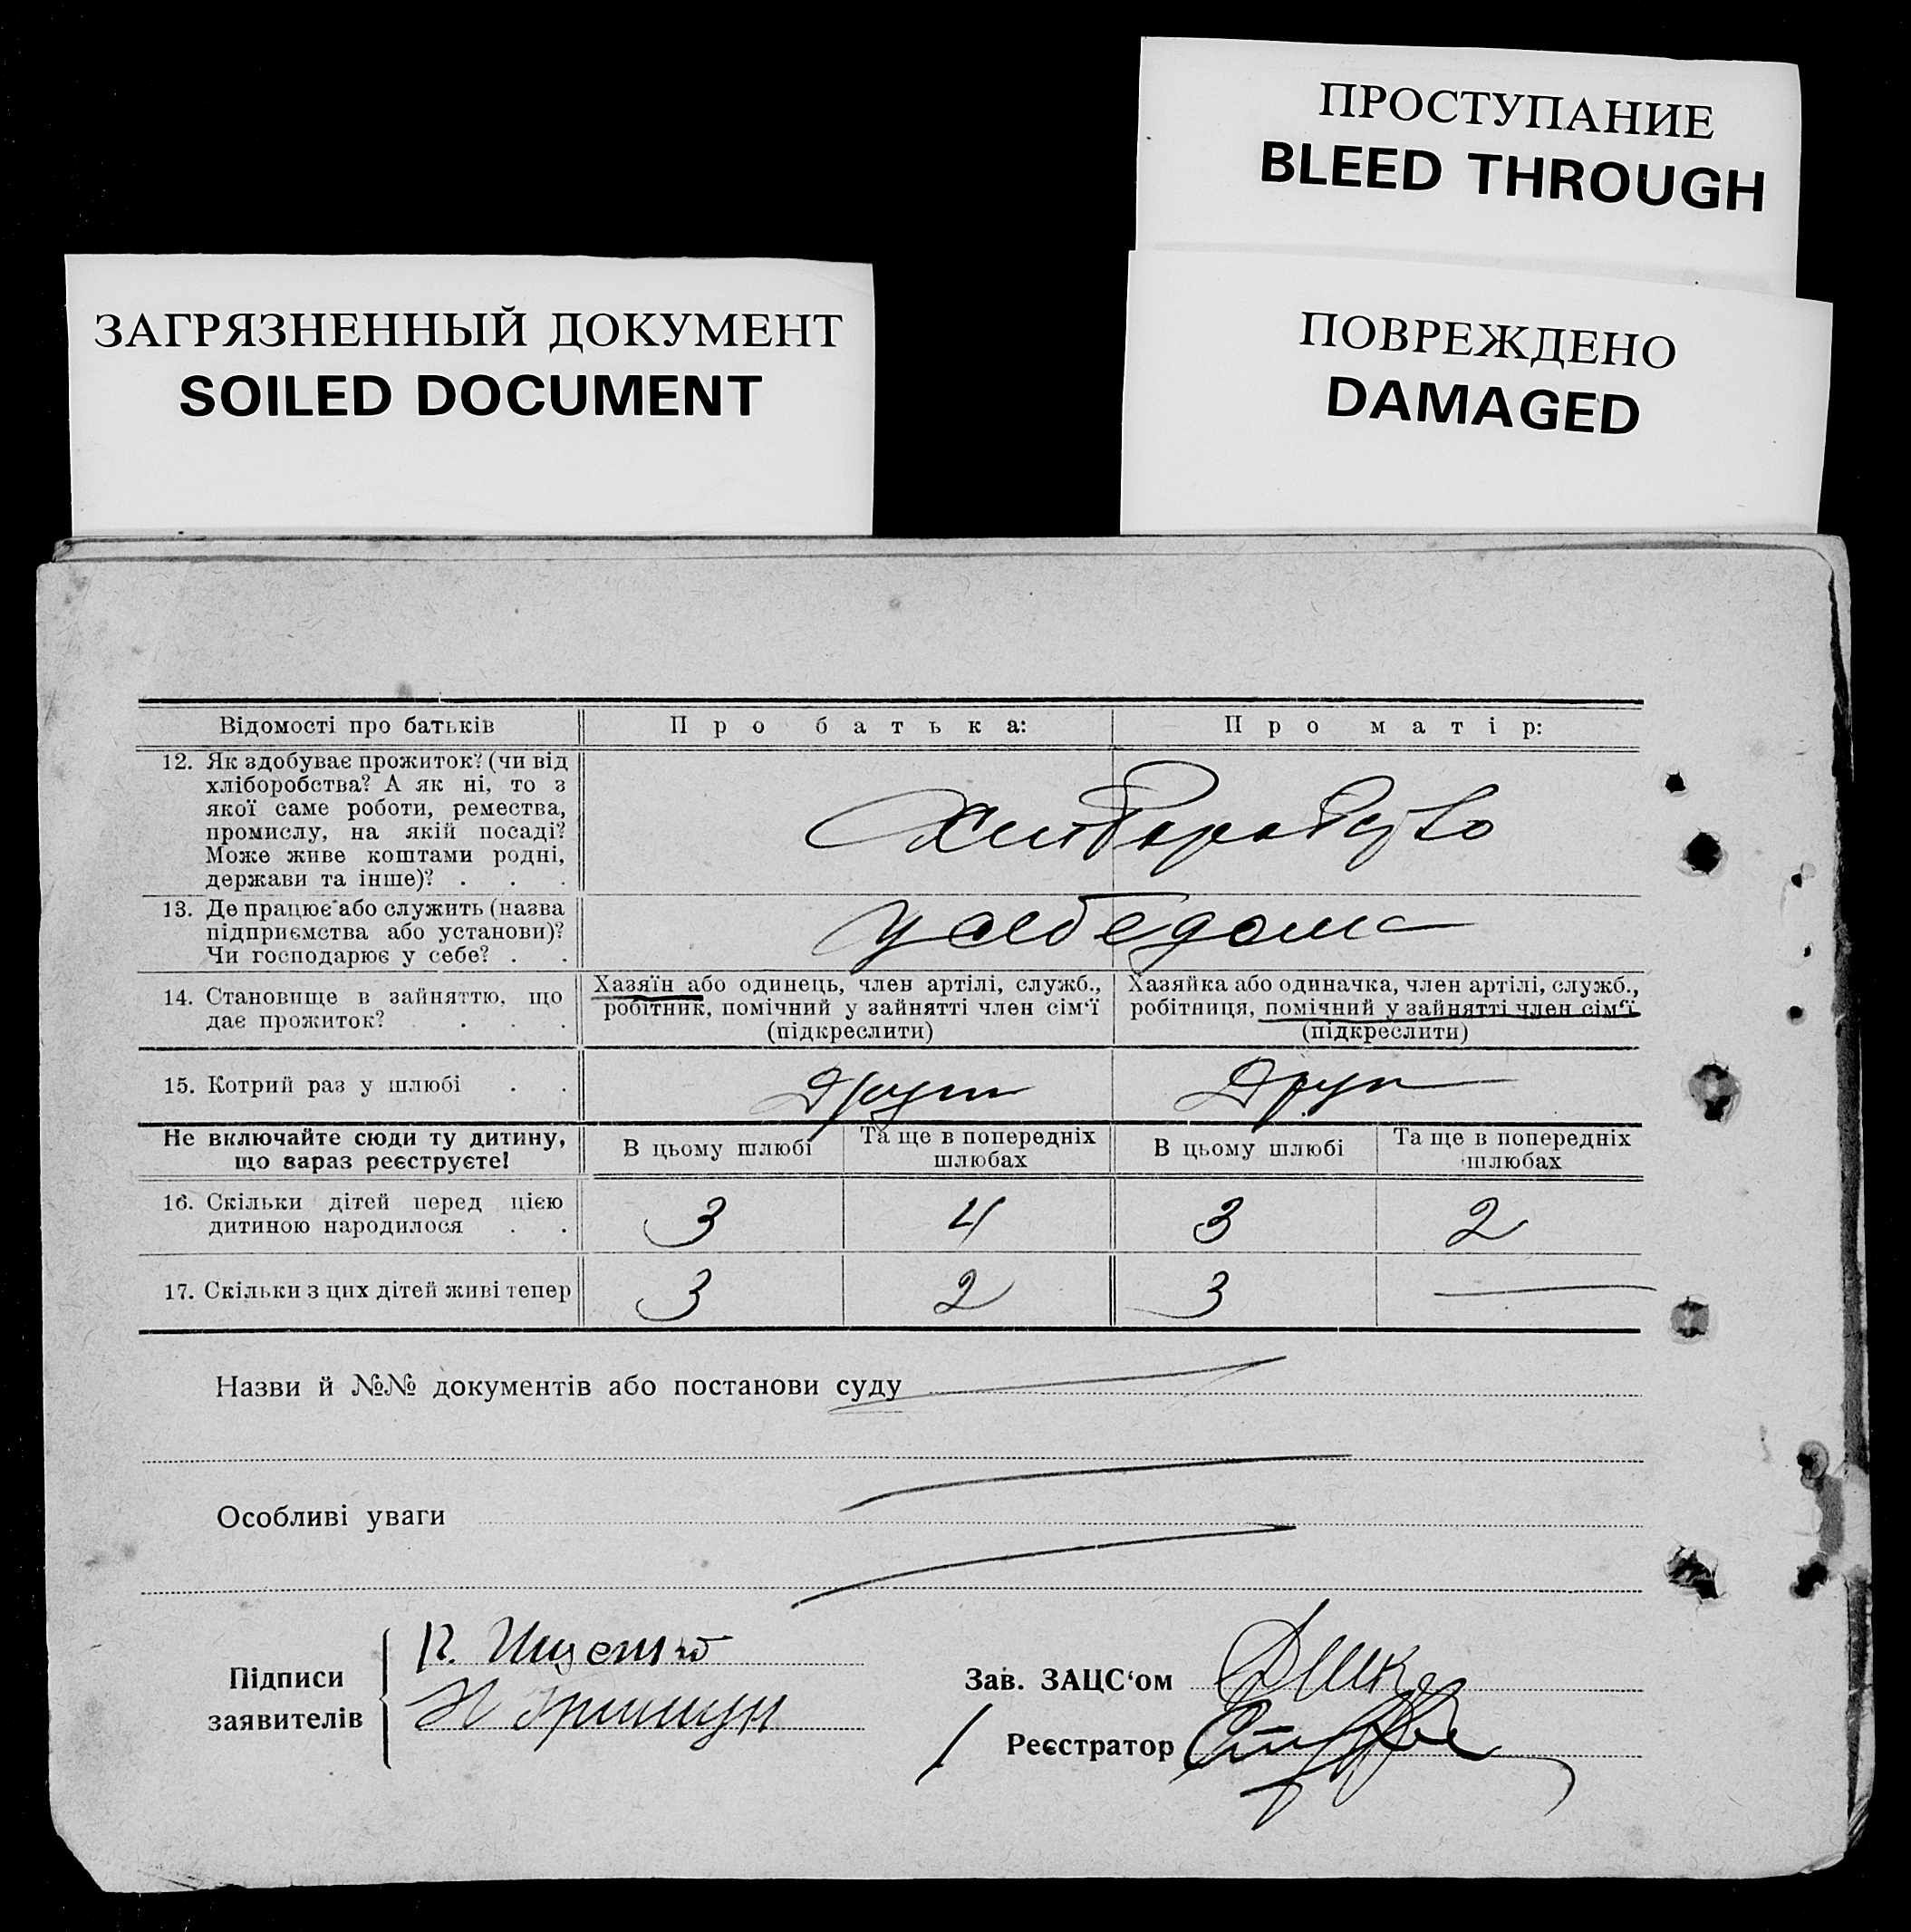 ПРОСТУПАНИЕ
BLEED THROUGH
ЗАГРЯЗНЕННЫЙ ДОКУМЕНТ
SOILED DOCUMENT
ПОВРЕЖДЕНО
DAMAGED
Відомості про батьків
Про батька:
Про матір:
12. Як здобуває прожиток? (чи від
хліборобства? А як ні, то з
якої саме роботи, ремества,
промислу, на якій посаді?
Може живе коштами родні,
держави та інше)? . . .
13. Де працює або служить (назва
підприємства або установи)?
Чи господарює у себе? . .
у себе дома
14. Становище в зайняттю, що
дає прожиток? . . .
Хазяїн або одинець, член артілі, служб.,
робітник, помічний у зайнятті член сім'ї
(підкреслити)
Хазяйка або одиначка, член артілі, служб.,
робітниця, помічний у зайнятті член сім'ї
(підкреслити)
15. Котрий раз у шлюбі . .
Не включайте сюди ту дитину,
що зараз реєструєте!
В цьому шлюбі
Та ще в попередніх
шлюбах
В цьому шлюбі
Та ще в попередніх
шлюбах
16. Скільки дітей перед цією
дитиною народилося . .
3 4 3 2
17. Скільки з цих дітей живі тепер
3 2 3 —
Назви й №№ документів або постанови суду
Особливі уваги
Підписи
заявителів
Зав. ЗАЦС'ом
Реєстратор